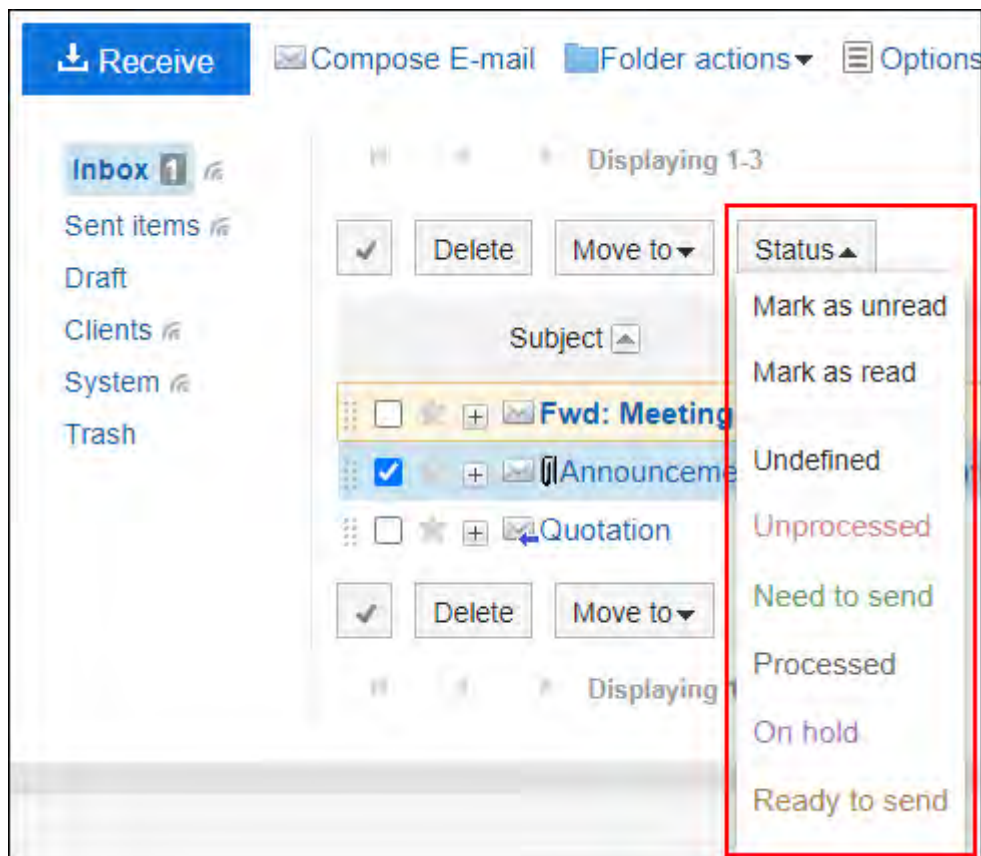 Receive Compose E-mail Folder actions Options
Inbox 1
Displaying 1-3
Sent items
Delete Move to Status
Draft
Mark as unread
Clients
Subject
Mark as read
System
Fwd: Meeting
Trash
Undefined
Announceme
Unprocessed
Quotation
Need to send
Delete Move to
Processed
Displaying 1
On hold
Ready to send